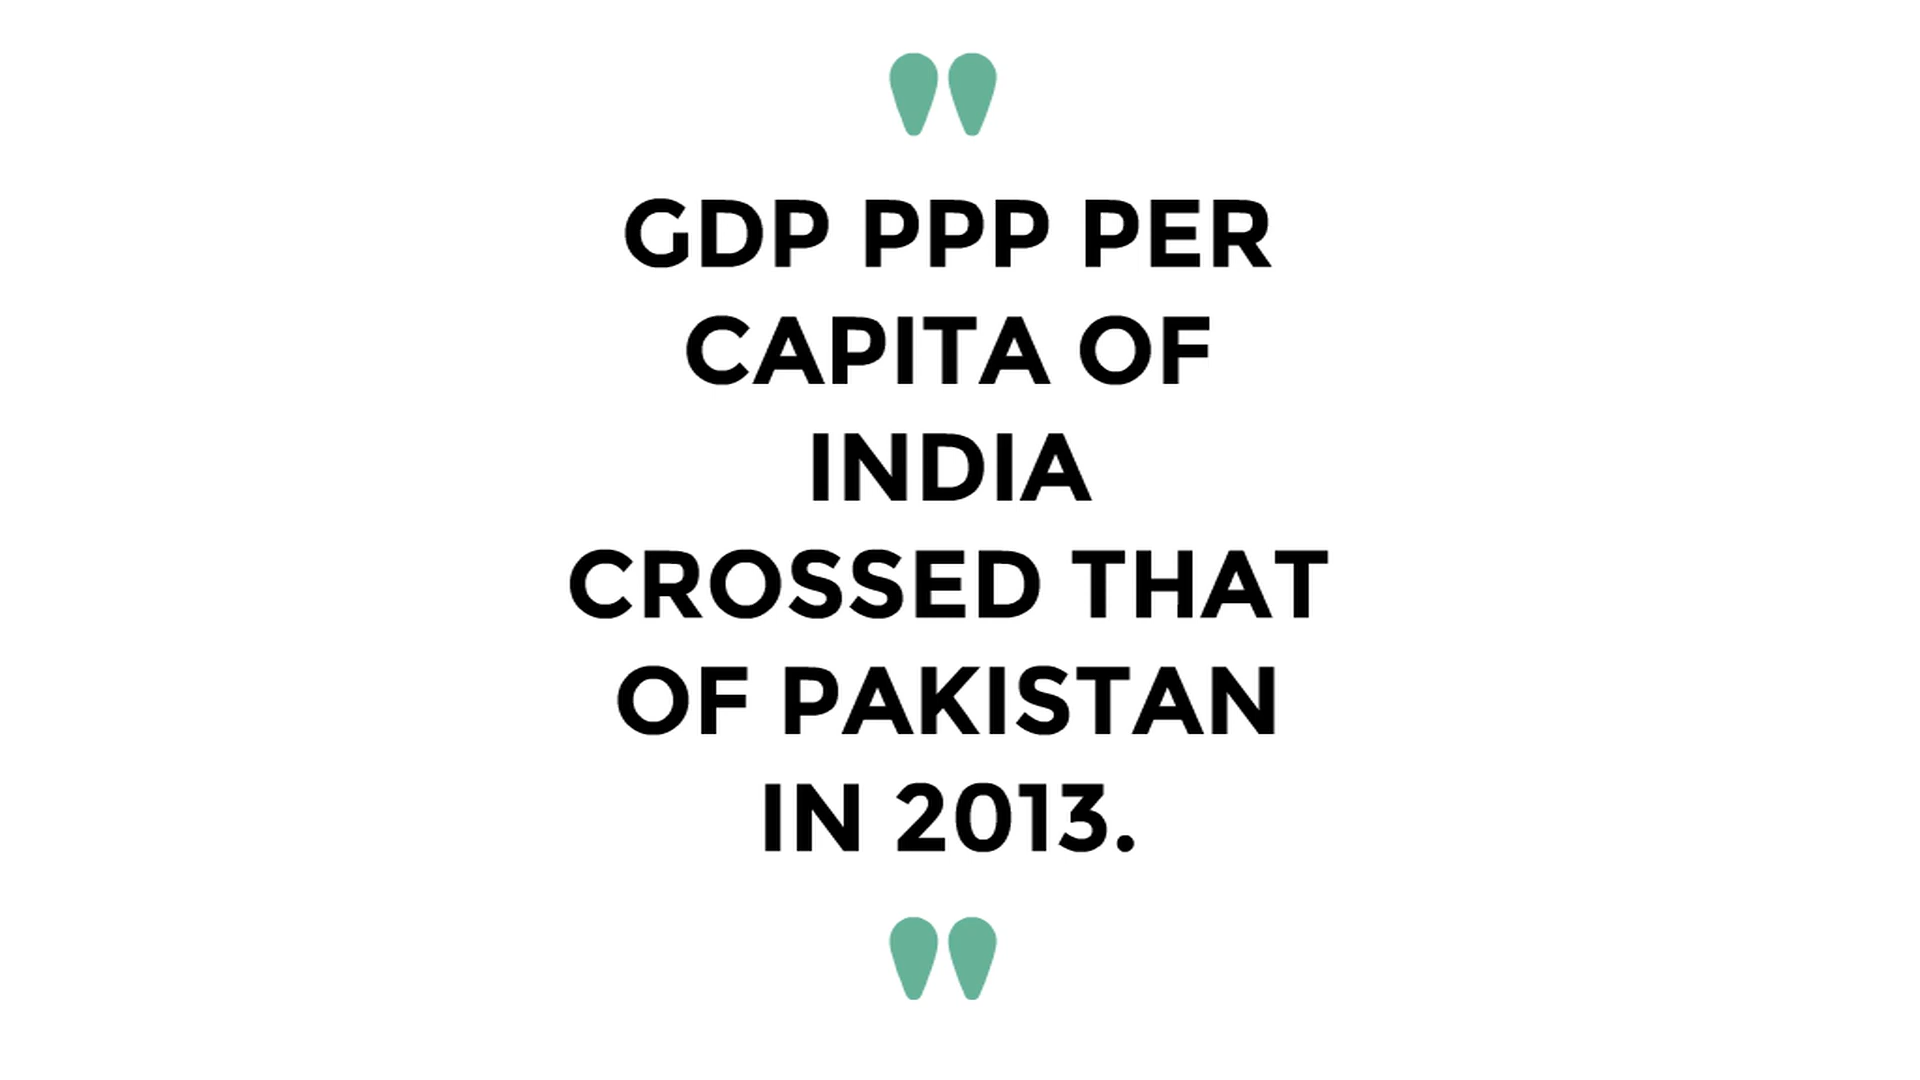 "
GDP PPP PER
CAPITA OF
INDIA
CROSSED THAT
OF PAKISTAN
IN 2013.
"